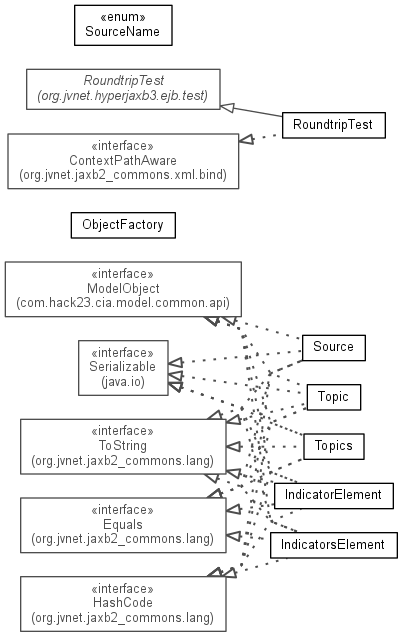 «enum»
SourceName
RoundtripTest
(org.jvnet.hyperjaxb3.ejb.test)
RoundtripTest
«interface»
ContextPathAware
(org.jvnet.jaxb2_commons.xml.bind)
ObjectFactory
«interface»
ModelObject
(com.hack23.cia.model.common.api)
Source
«interface»
Serializable
(java.io)
Topic
«interface»
ToString
(org.jvnet.jaxb2_commons.lang)
Topics
IndicatorElement
«interface»
Equals
(org.jvnet.jaxb2_commons.lang)
IndicatorsElement
«interface»
HashCode
(org.jvnet.jaxb2_commons.lang)